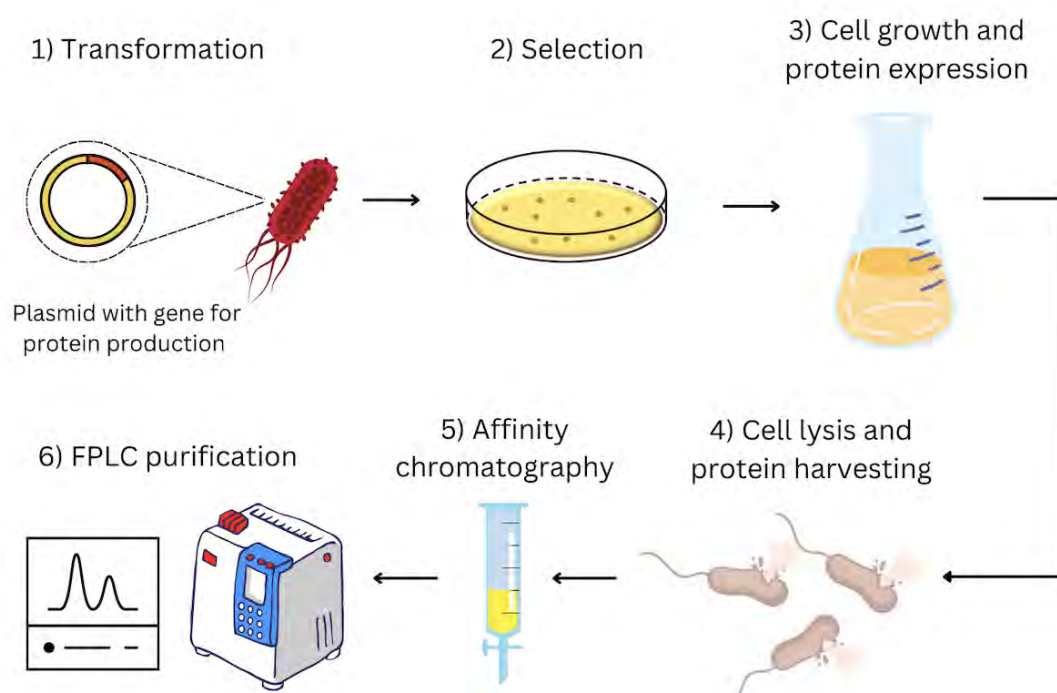 1) Transformation
2) Selection
3) Cell growth and
protein expression
Plasmid with gene for
protein production
4) Cell lysis and
protein harvesting
5) Affinity
chromatography
6) FPLC purification